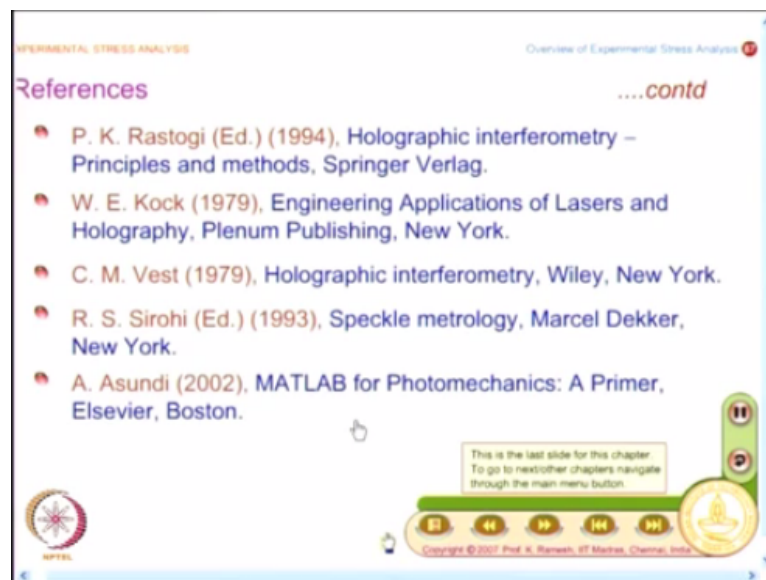 XPERIMENTAL STRESS ANALYSIS
Overview of Experimental Stress Analysis 67
References
....contd
P. K. Rastogi (Ed.) (1994), Holographic interferometry –
Principles and methods, Springer Verlag.
W. E. Kock (1979), Engineering Applications of Lasers and
Holography, Plenum Publishing, New York.
C. M. Vest (1979), Holographic interferometry, Wiley, New York.
R. S. Sirohi (Ed.) (1993), Speckle metrology, Marcel Dekker,
New York.
A. Asundi (2002), MATLAB for Photomechanics: A Primer,
Elsevier, Boston.
This is the last slide for this chapter.
To go to next/other chapters navigate
through the main menu button.
NPTEL
Copyright © 2007 Prof. K. Ramesh, IIT Madras, Chennai, India